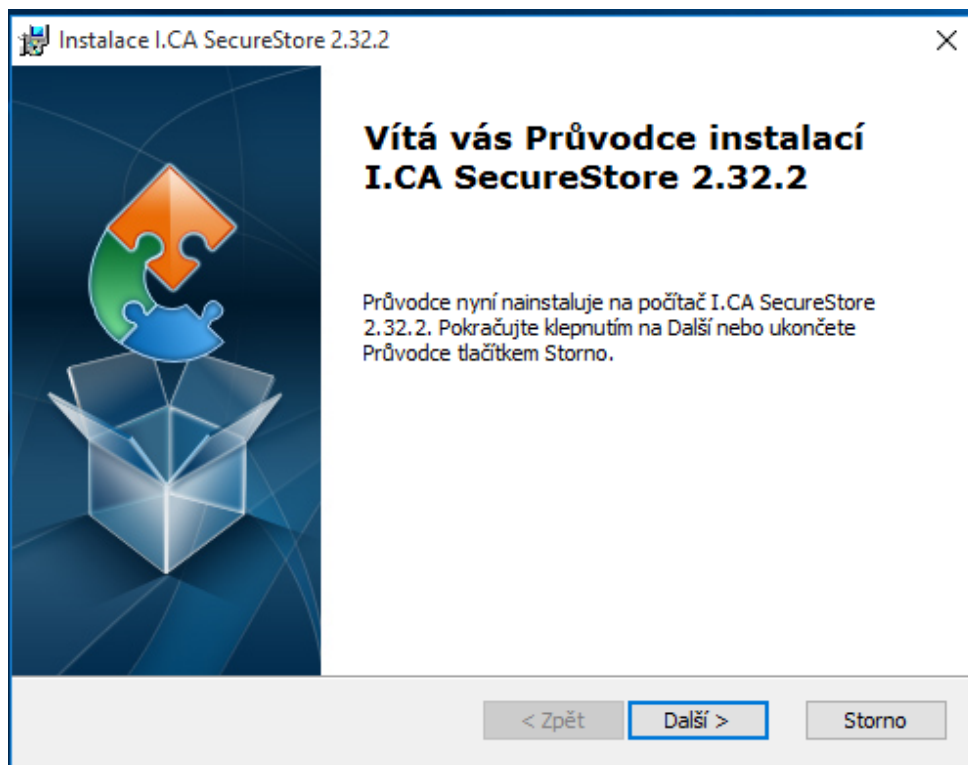 Instalace I.CA SecureStore 2.32.2
Vítá vás Průvodce instalací
I.CA SecureStore 2.32.2
Průvodce nyní nainstaluje na počítač I.CA SecureStore
2.32.2. Pokračujte klepnutím na Další nebo ukončete
Průvodce tlačítkem Storno.
< Zpět Další > Storno